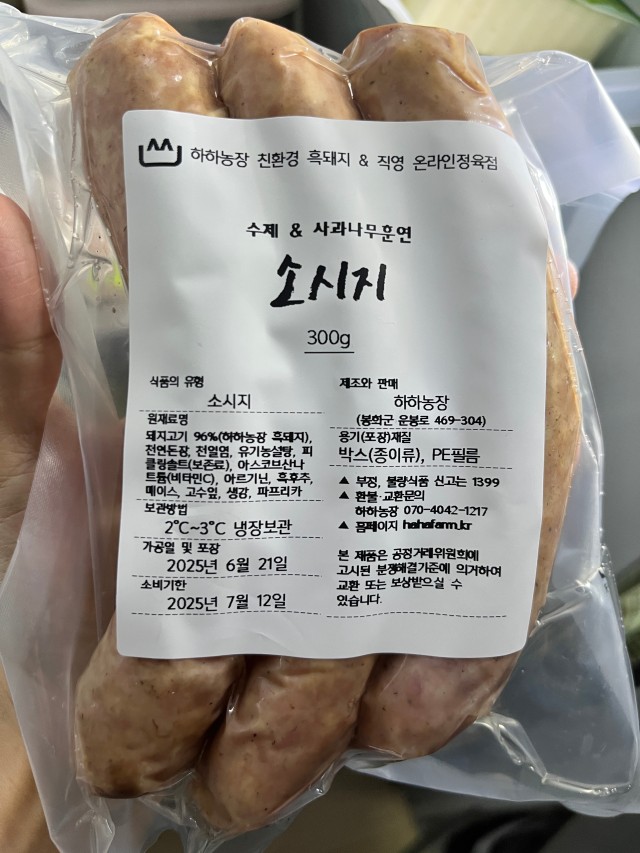 하하농장 친환경 흑돼지 & 직영 온라인정육점
수제 & 사과나무훈연
소시지
300g
식품의 유형
소시지
원재료명
돼지고기 96%(하하농장 흑돼지),
천연돈장, 천일염, 유기농설탕, 피
클링솔트(보존료), 아스코브산나
트륨(비타민C), 아르기닌, 흑후추,
메이스, 고수잎, 생강, 파프리카
보관방법
2℃~3℃ 냉장보관
가공일 및 포장
2025년 6월 21일
소비기한
2025년 7월 12일
제조와 판매
하하농장
(봉화군 운봉로 469-304)
용기(포장)재질
박스(종이류), PE필름
▲ 부정, 불량식품 신고는 1399
▲ 환불·교환문의
하하농장 070-4042-1217
▲ 홈페이지 hahafarm.kr
본 제품은 공정거래위원회에
고시된 분쟁해결기준에 의거하여
교환 또는 보상받으실 수
있습니다.